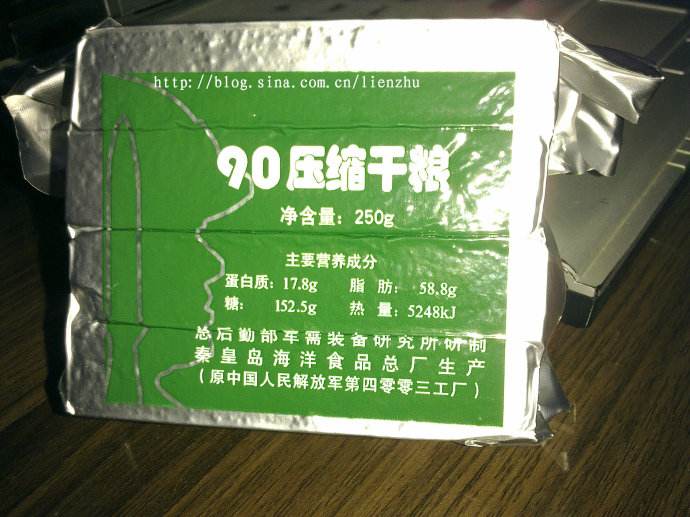 http://blog.sina.com.cn/lienzhu
90压缩干粮
净含量：250g
主要营养成分
蛋白质：17.8g 脂 肪： 58.8g
糖： 152.5g 热 量：5248kJ
总后勤部军需装备研究所研制
秦皇岛海洋食品总厂生产
（原中国人民解放军第四零零三工厂）